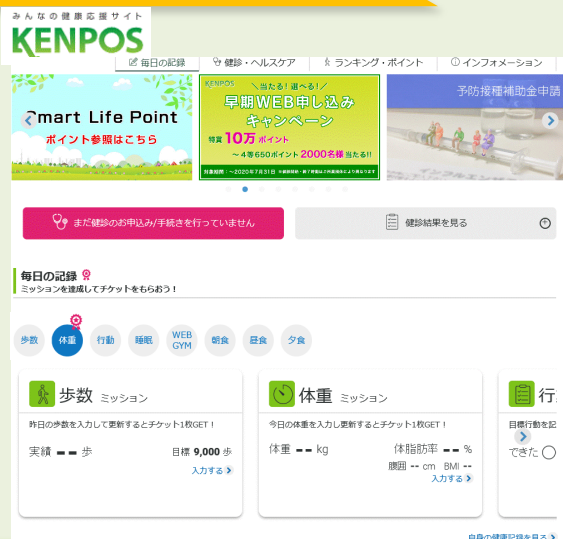 みんなの健康応援サイト
KENPOS
毎日の記録
健診・ヘルスケア
ランキング・ポイント
インフォメーション
Smart Life Point
ポイント参照はこちら
KENPOS
＼当たる！選べる！／
早期WEB申し込み
キャンペーン
特賞 10万 ポイント
～4等650ポイント 2000名様 当たる!!
予防接種補助金申請
まだ健診のお申込み/手続きを行っていません
健診結果を見る
毎日の記録
ミッションを達成してチケットをもらおう！
歩数
体重
行動
睡眠
WEB
GYM
朝食
昼食
夕食
歩数 ミッション
昨日の歩数を入力して更新するとチケット1枚GET！
実績 -- 歩
目標 9,000 歩
入力する
体重 ミッション
今日の体重を入力し更新するとチケット1枚GET！
体重 -- kg
体脂肪率 -- %
腹囲 -- cm BMI --
入力する
行
目標行動を記
できた
自身の健康記録を見る